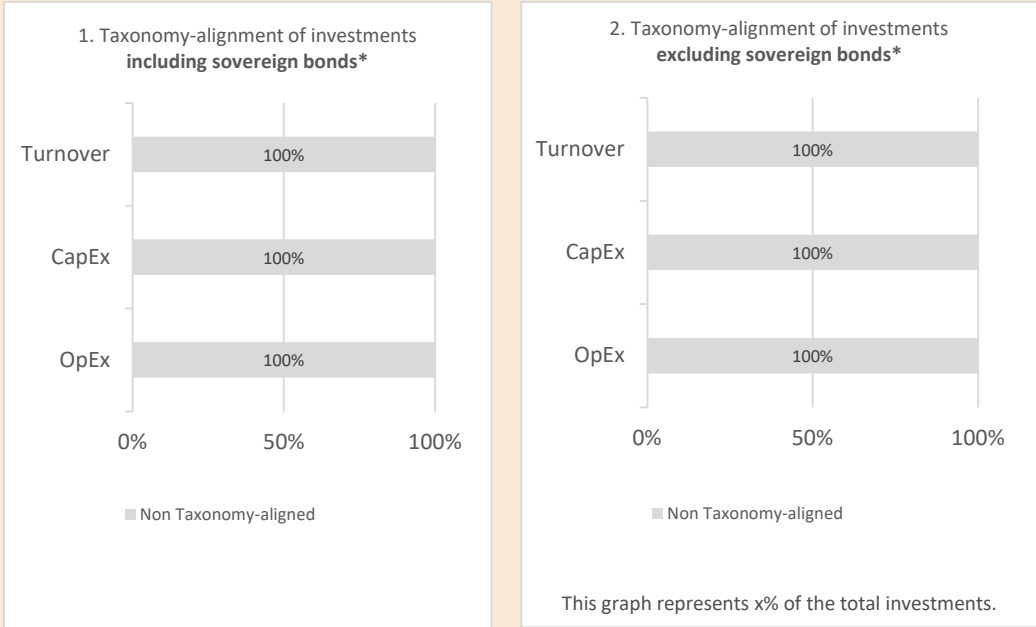 1. Taxonomy-alignment of investments
including sovereign bonds*
Turnover
100%
CapEx
100%
OpEx
100%
0% 50% 100%
Non Taxonomy-aligned
2. Taxonomy-alignment of investments
excluding sovereign bonds*
Turnover
100%
CapEx
100%
OpEx
100%
0% 50% 100%
Non Taxonomy-aligned
This graph represents x% of the total investments.